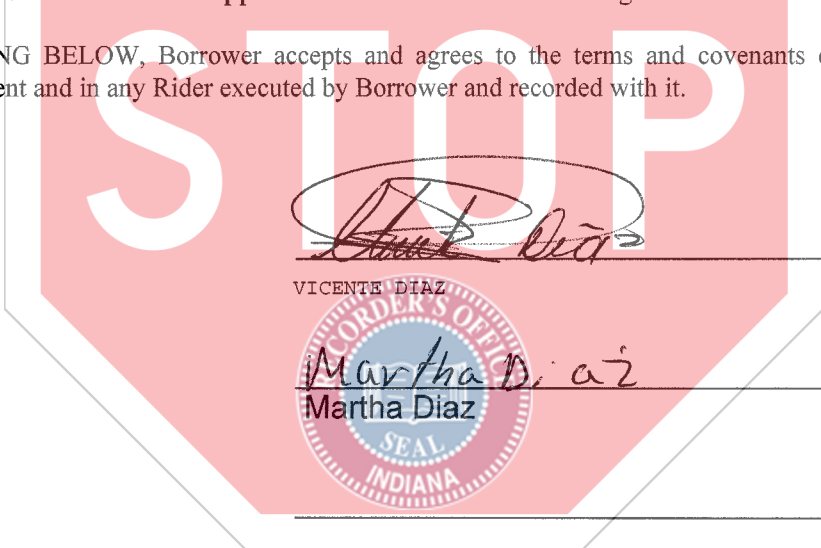 NG BELOW, Borrower accepts and agrees to the terms and covenants
ent and in any Rider executed by Borrower and recorded with it.
STOP
Diaz
VICENTE DIAZ
RECORDER'S OFFICE
Martha Diaz
Martha Diaz
SEAL
INDIANA